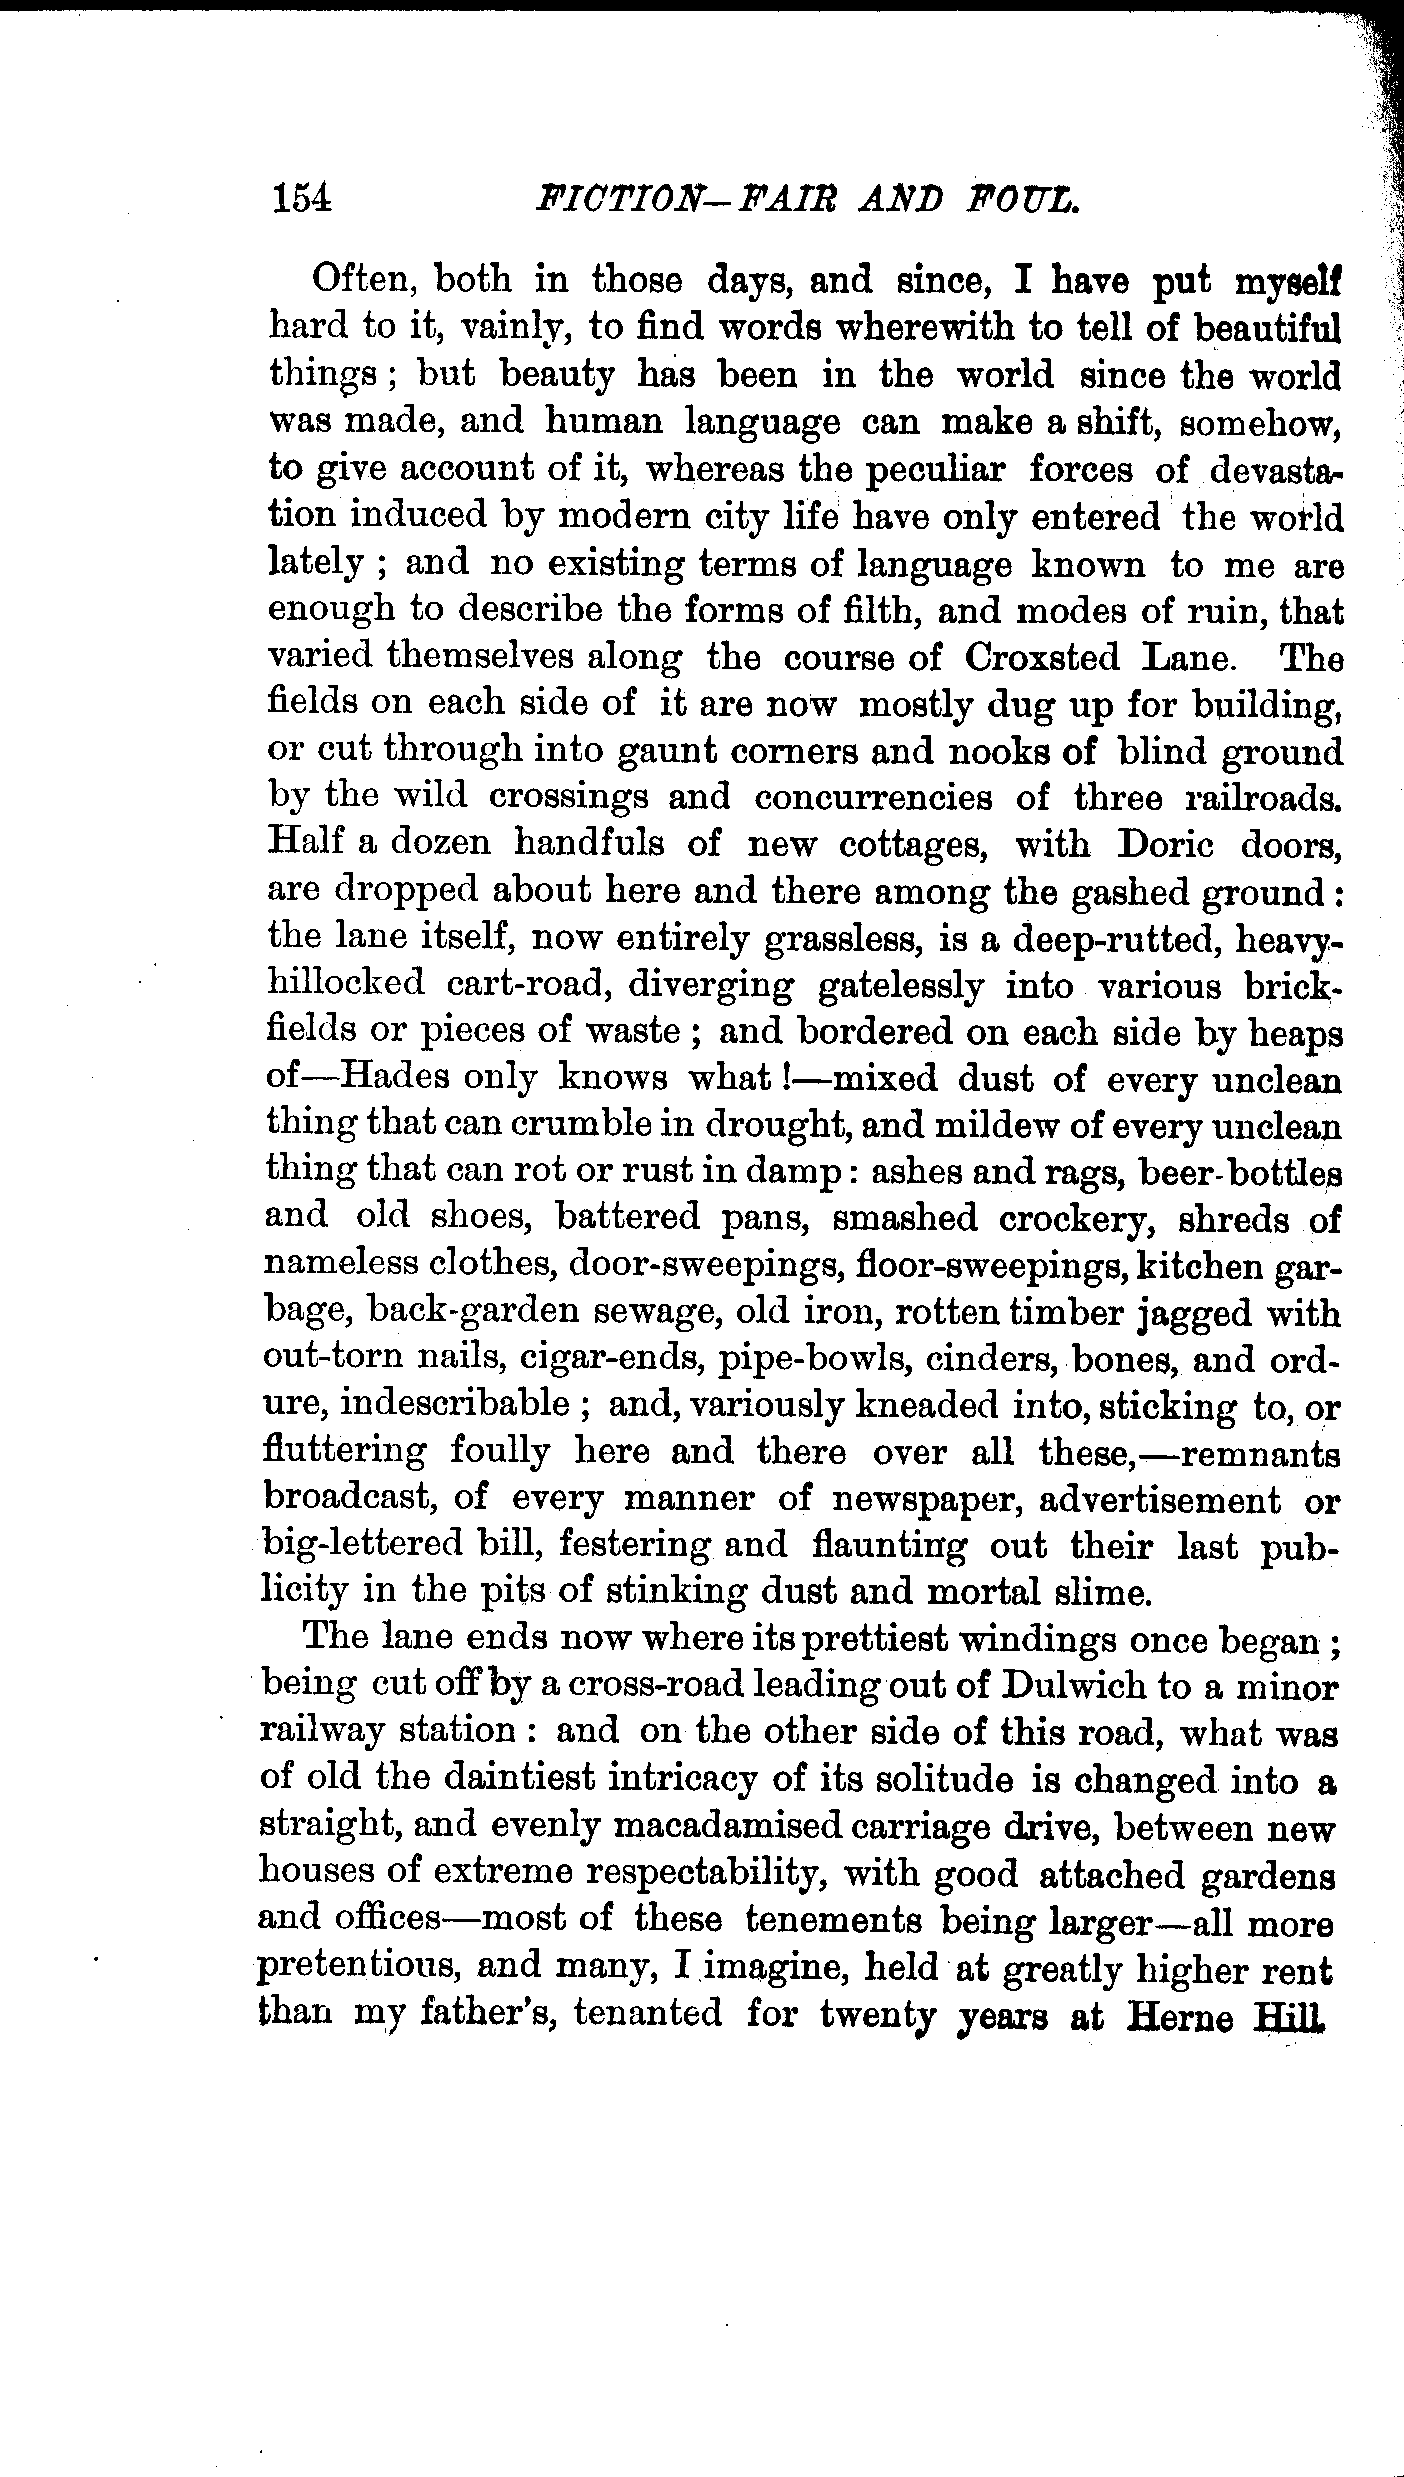 154 FICTION—FAIR AND FOUL.
Often, both in those days, and since, I have put myself
hard to it, vainly, to find words wherewith to tell of beautiful
things ; but beauty has been in the world since the world
was made, and human language can make a shift, somehow,
to give account of it, whereas the peculiar forces of devasta-
tion induced by modern city life have only entered the world
lately ; and no existing terms of language known to me are
enough to describe the forms of filth, and modes of ruin, that
varied themselves along the course of Croxsted Lane. The
fields on each side of it are now mostly dug up for building,
or cut through into gaunt corners and nooks of blind ground
by the wild crossings and concurrencies of three railroads.
Half a dozen handfuls of new cottages, with Doric doors,
are dropped about here and there among the gashed ground :
the lane itself, now entirely grassless, is a deep-rutted, heavy-
hillocked cart-road, diverging gatelessly into various brick-
fields or pieces of waste ; and bordered on each side by heaps
of—Hades only knows what !—mixed dust of every unclean
thing that can crumble in drought, and mildew of every unclean
thing that can rot or rust in damp : ashes and rags, beer-bottles
and old shoes, battered pans, smashed crockery, shreds of
nameless clothes, door-sweepings, floor-sweepings, kitchen gar-
bage, back-garden sewage, old iron, rotten timber jagged with
out-torn nails, cigar-ends, pipe-bowls, cinders, bones, and ord-
ure, indescribable ; and, variously kneaded into, sticking to, or
fluttering foully here and there over all these,—remnants
broadcast, of every manner of newspaper, advertisement or
big-lettered bill, festering and flaunting out their last pub-
licity in the pits of stinking dust and mortal slime.
The lane ends now where its prettiest windings once began ;
being cut off by a cross-road leading out of Dulwich to a minor
railway station : and on the other side of this road, what was
of old the daintiest intricacy of its solitude is changed into a
straight, and evenly macadamised carriage drive, between new
houses of extreme respectability, with good attached gardens
and offices—most of these tenements being larger—all more
pretentious, and many, I imagine, held at greatly higher rent
than my father's, tenanted for twenty years at Herne Hill.